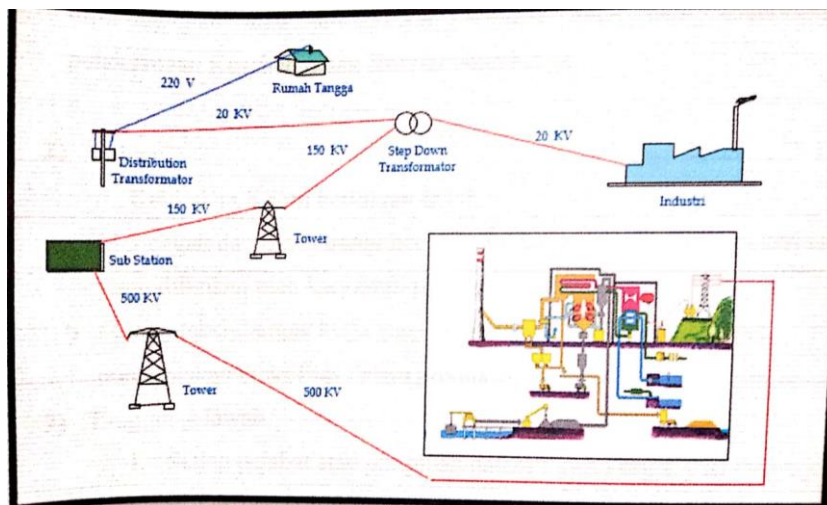 220 V
Rumah Tangga
20 KV
20 KV
150 KV
Step Down
Transformator
Distribution
Transformator
Industri
150 KV
Tower
Sub Station
500 KV
Tower
500 KV